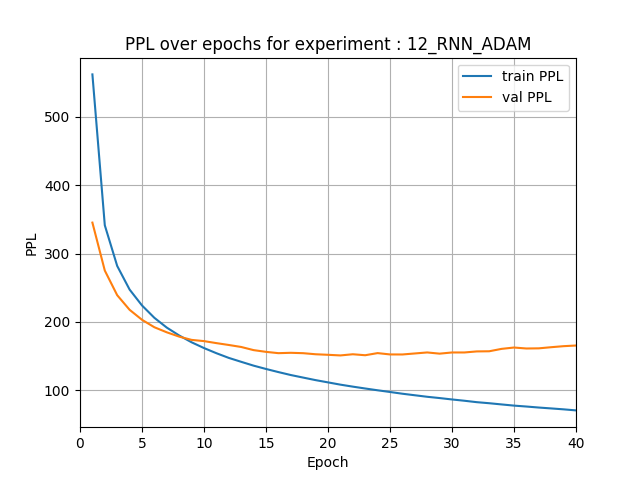 PPL over epochs for experiment : 12_RNN_ADAM
train PPL
val PPL
500
400
300
200
100
PPL
0 5 10 15 20 25 30 35 40
Epoch